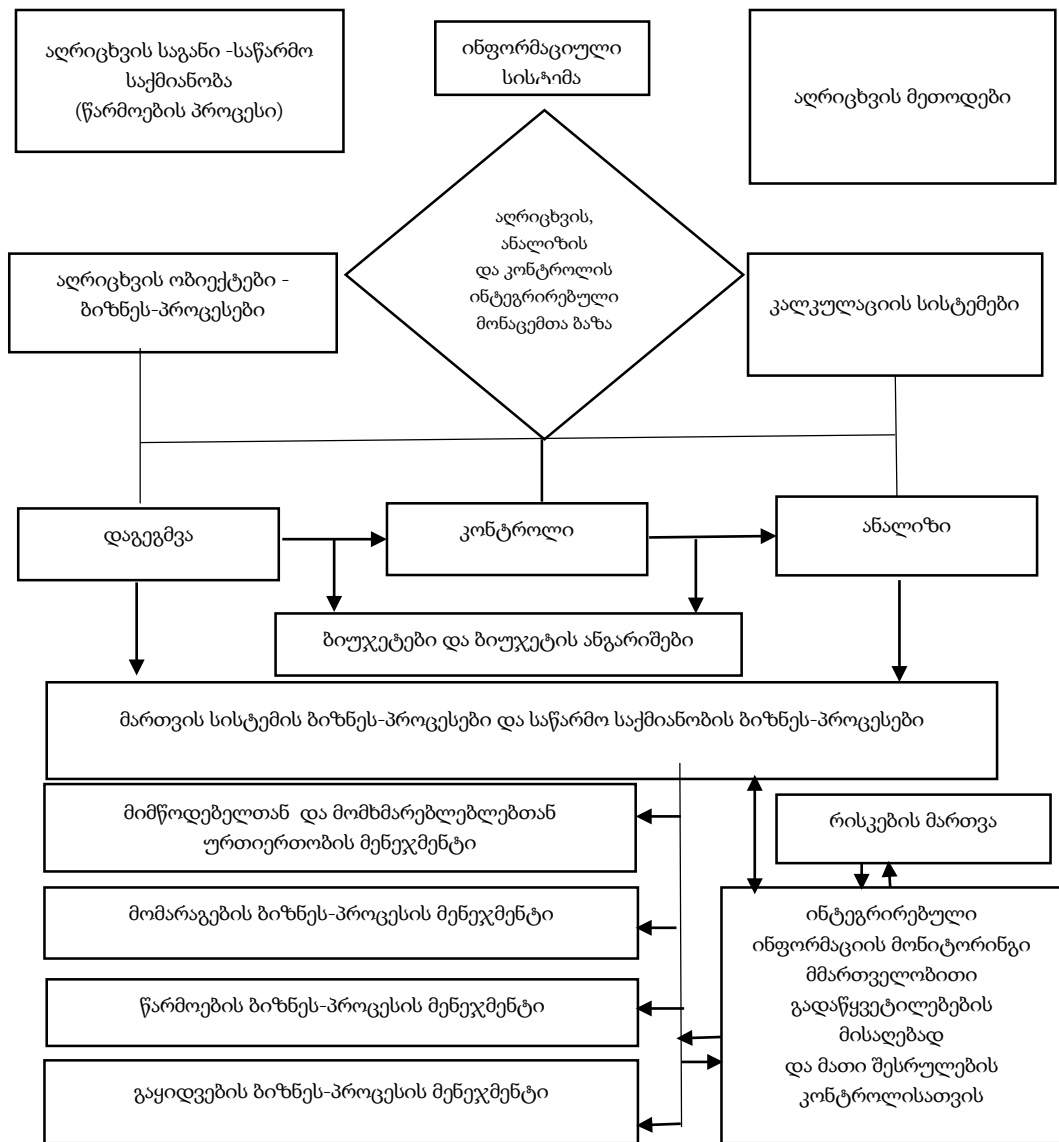 აღრიცხვის საგანი -საწარმო
საქმიანობა
(წარმოების პროცესი)
ინფორმაციული
სისტემა
აღრიცხვის მეთოდები
აღრიცხვის,
ანალიზის
და კონტროლის
ინტეგრირებული
მონაცემთა ბაზა
აღრიცხვის ობიექტები -
ბიზნეს-პროცესები
კალკულაციის სისტემები
დაგეგმვა
კონტროლი
ანალიზი
ბიუჯეტები და ბიუჯეტის ანგარიშები
მართვის სისტემის ბიზნეს-პროცესები და საწარმო საქმიანობის ბიზნეს-პროცესები
მიმწოდებელთან და მომხმარებლებლებთან
ურთიერთობის მენეჯმენტი
რისკების მართვა
მომარაგების ბიზნეს-პროცესის მენეჯმენტი
წარმოების ბიზნეს-პროცესის მენეჯმენტი
გაყიდვების ბიზნეს-პროცესის მენეჯმენტი
ინტეგრირებული
ინფორმაციის მონიტორინგი
მმართველობითი
გადაწყვეტილებების
მისაღებად
და მათი შესრულების
კონტროლისათვის